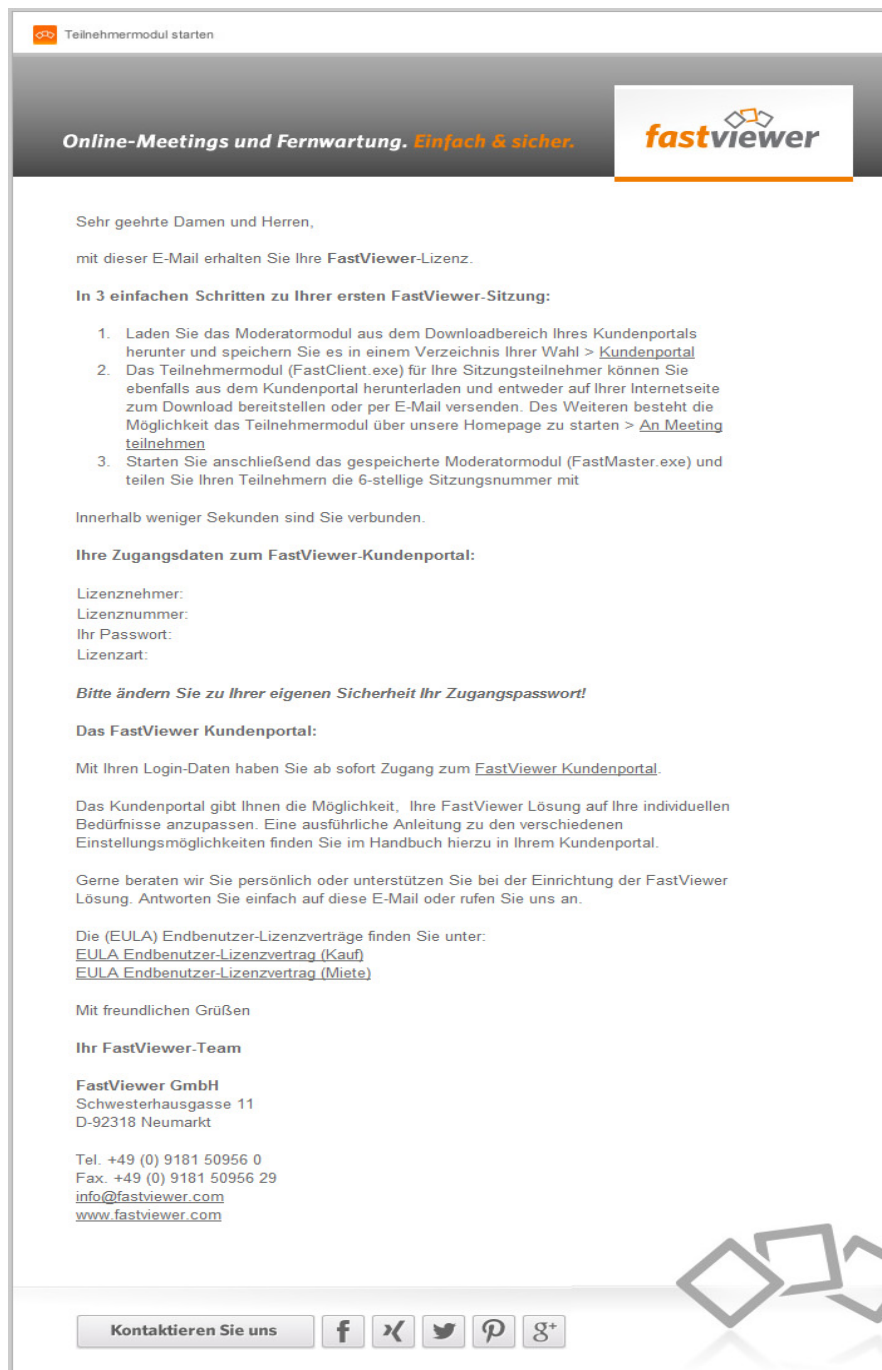 Teilnehmermodul starten
Online-Meetings und Fernwartung. Einfach & sicher.
fastviewer
Sehr geehrte Damen und Herren,
mit dieser E-Mail erhalten Sie Ihre FastViewer-Lizenz.
In 3 einfachen Schritten zu Ihrer ersten FastViewer-Sitzung:
1. Laden Sie das Moderatormodul aus dem Downloadbereich Ihres Kundenportals
herunter und speichern Sie es in einem Verzeichnis Ihrer Wahl > Kundenportal
2. Das Teilnehmermodul (FastClient.exe) für Ihre Sitzungsteilnehmer können Sie
ebenfalls aus dem Kundenportal herunterladen und entweder auf Ihrer Internetseite
zum Download bereitstellen oder per E-Mail versenden. Des Weiteren besteht die
Möglichkeit das Teilnehmermodul über unsere Homepage zu starten > An Meeting
teilnehmen
3. Starten Sie anschließend das gespeicherte Moderatormodul (FastMaster.exe) und
teilen Sie Ihren Teilnehmern die 6-stellige Sitzungsnummer mit
Innerhalb weniger Sekunden sind Sie verbunden.
Ihre Zugangsdaten zum FastViewer-Kundenportal:
Lizenznehmer:
Lizenznummer:
Ihr Passwort:
Lizenzart:
Bitte ändern Sie zu Ihrer eigenen Sicherheit Ihr Zugangspasswort!
Das FastViewer Kundenportal:
Mit Ihren Login-Daten haben Sie ab sofort Zugang zum FastViewer Kundenportal.
Das Kundenportal gibt Ihnen die Möglichkeit, Ihre FastViewer Lösung auf Ihre individuellen
Bedürfnisse anzupassen. Eine ausführliche Anleitung zu den verschiedenen
Einstellungsmöglichkeiten finden Sie im Handbuch hierzu in Ihrem Kundenportal.
Gerne beraten wir Sie persönlich oder unterstützen Sie bei der Einrichtung der FastViewer
Lösung. Antworten Sie einfach auf diese E-Mail oder rufen Sie uns an.
Die (EULA) Endbenutzer-Lizenzverträge finden Sie unter:
EULA Endbenutzer-Lizenzvertrag (Kauf)
EULA Endbenutzer-Lizenzvertrag (Miete)
Mit freundlichen Grüßen
Ihr FastViewer-Team
FastViewer GmbH
Schwesterhausgasse 11
D-92318 Neumarkt
Tel. +49 (0) 9181 50956 0
Fax. +49 (0) 9181 50956 29
info@fastviewer.com
www.fastviewer.com
Kontaktieren Sie uns